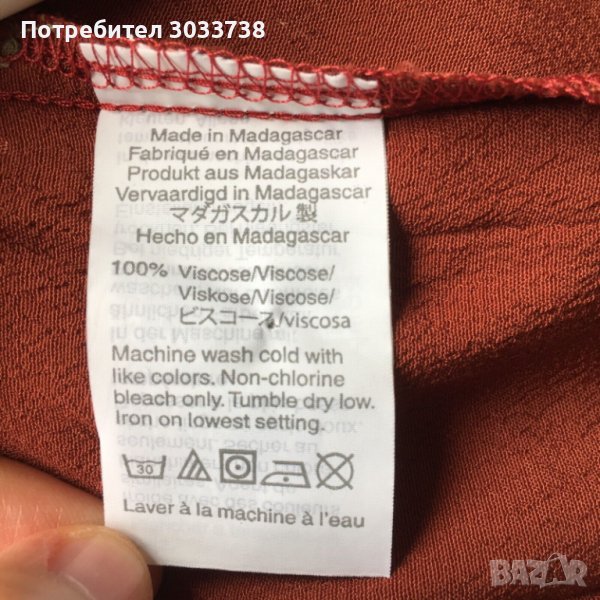 Потребител 3033738
Made in Madagascar
Fabriqué en Madagascar
Produkt aus Madagaskar
Vervaardigd in Madagascar
マダガスカル 製
Hecho en Madagascar
100% Viscose/Viscose/
Viskose/Viscose/
ビスコース/viscosa
Machine wash cold with
like colors. Non-chlorine
bleach only. Tumble dry low.
Iron on lowest setting.
30
Laver à la machine à l'eau
BAZAR